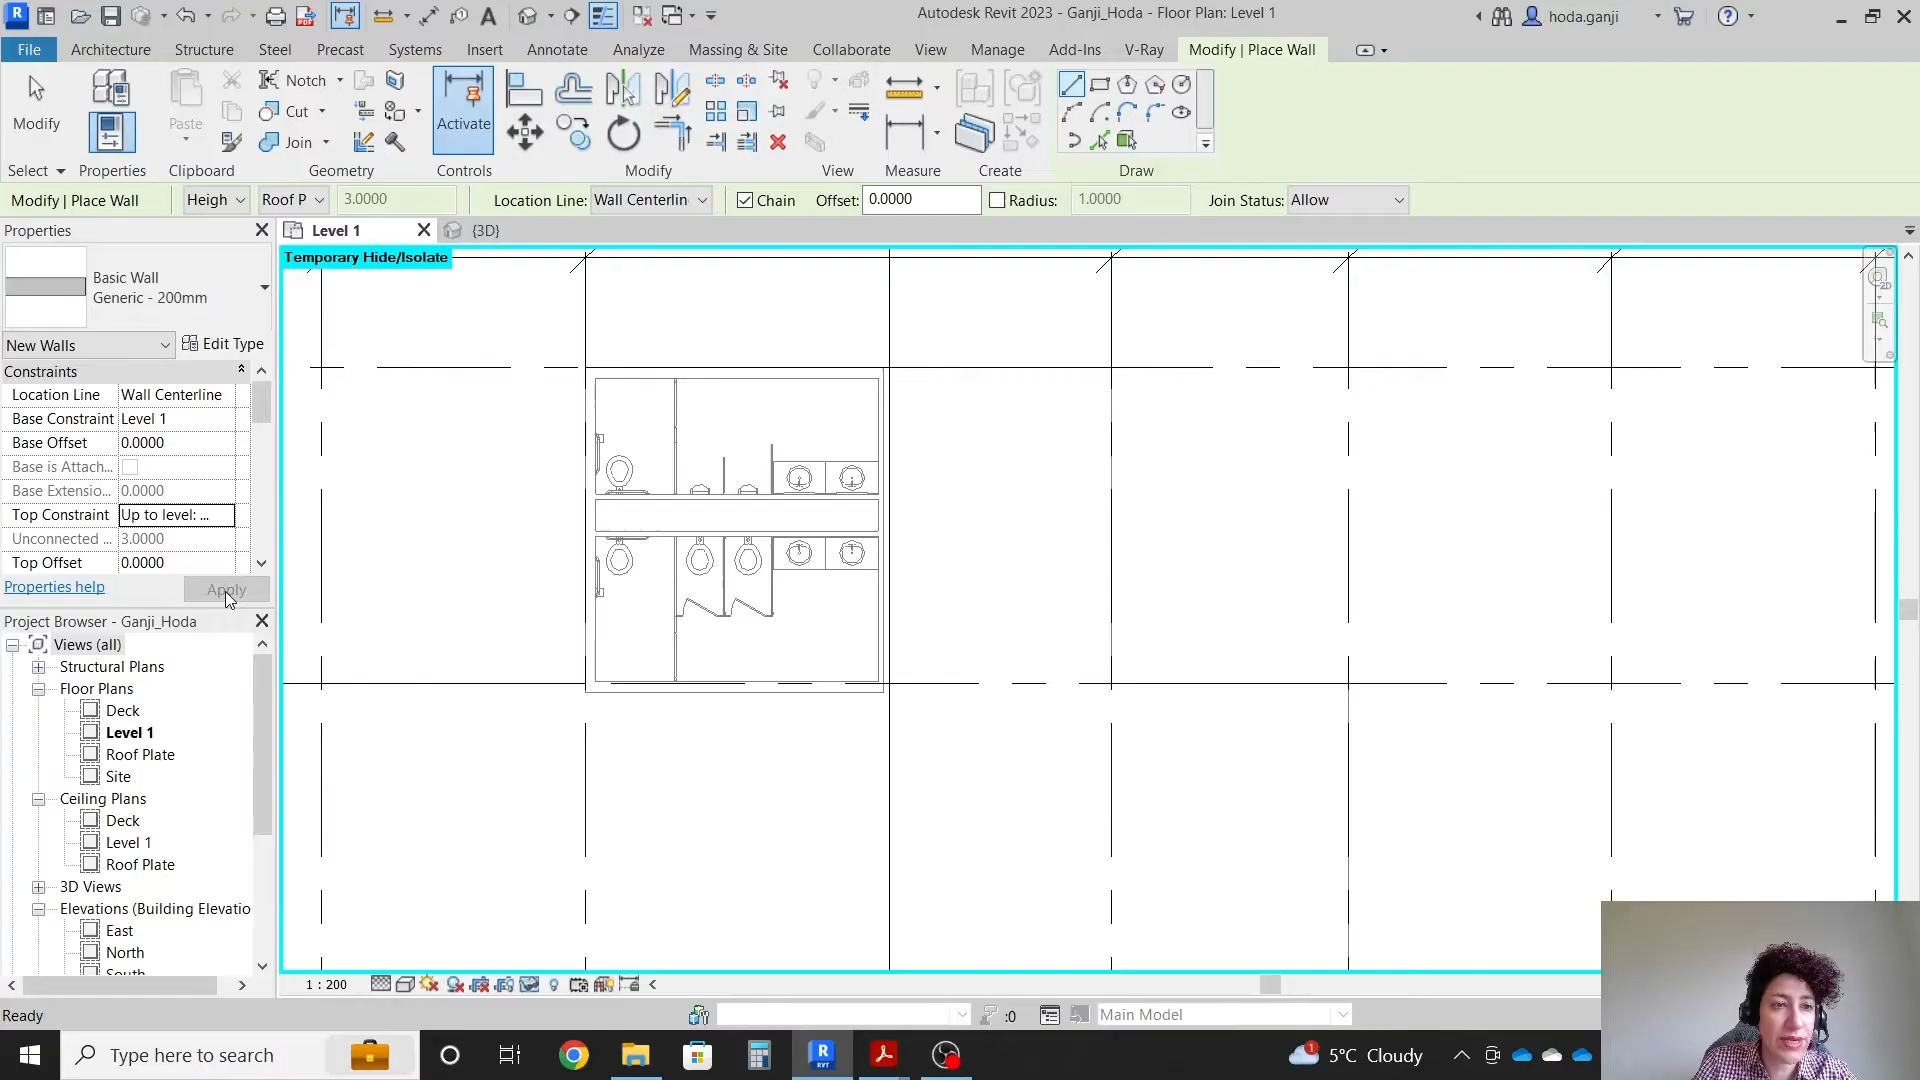 Autodesk Revit 2023 - Ganji_Hoda - Floor Plan: Level 1
hoda.ganji
File Architecture Structure Steel Precast Systems Insert Annotate Analyze Massing & Site Collaborate View Manage Add-Ins V-Ray Modify | Place Wall
Modify
Paste
Notch
Cut
Join
Activate
Select Properties Clipboard Geometry Controls Modify View Measure Create Draw
Modify | Place Wall Heigh Roof P 3.0000 Location Line: Wall Centerlin Chain Offset: 0.0000 Radius: 1.0000 Join Status: Allow
Properties
Level 1 {3D}
Temporary Hide/Isolate
Basic Wall
Generic - 200mm
New Walls Edit Type
Constraints
Location Line Wall Centerline
Base Constraint Level 1
Base Offset 0.0000
Base is Attach...
Base Extensio... 0.0000
Top Constraint Up to level: ...
Unconnected ... 3.0000
Top Offset 0.0000
Properties help Apply
Project Browser - Ganji_Hoda
Views (all)
Structural Plans
Floor Plans
Deck
Level 1
Roof Plate
Site
Ceiling Plans
Deck
Level 1
Roof Plate
3D Views
Elevations (Building Elevatio
East
North
South
1 : 200
Ready
:0
Main Model
Type here to search
5°C Cloudy